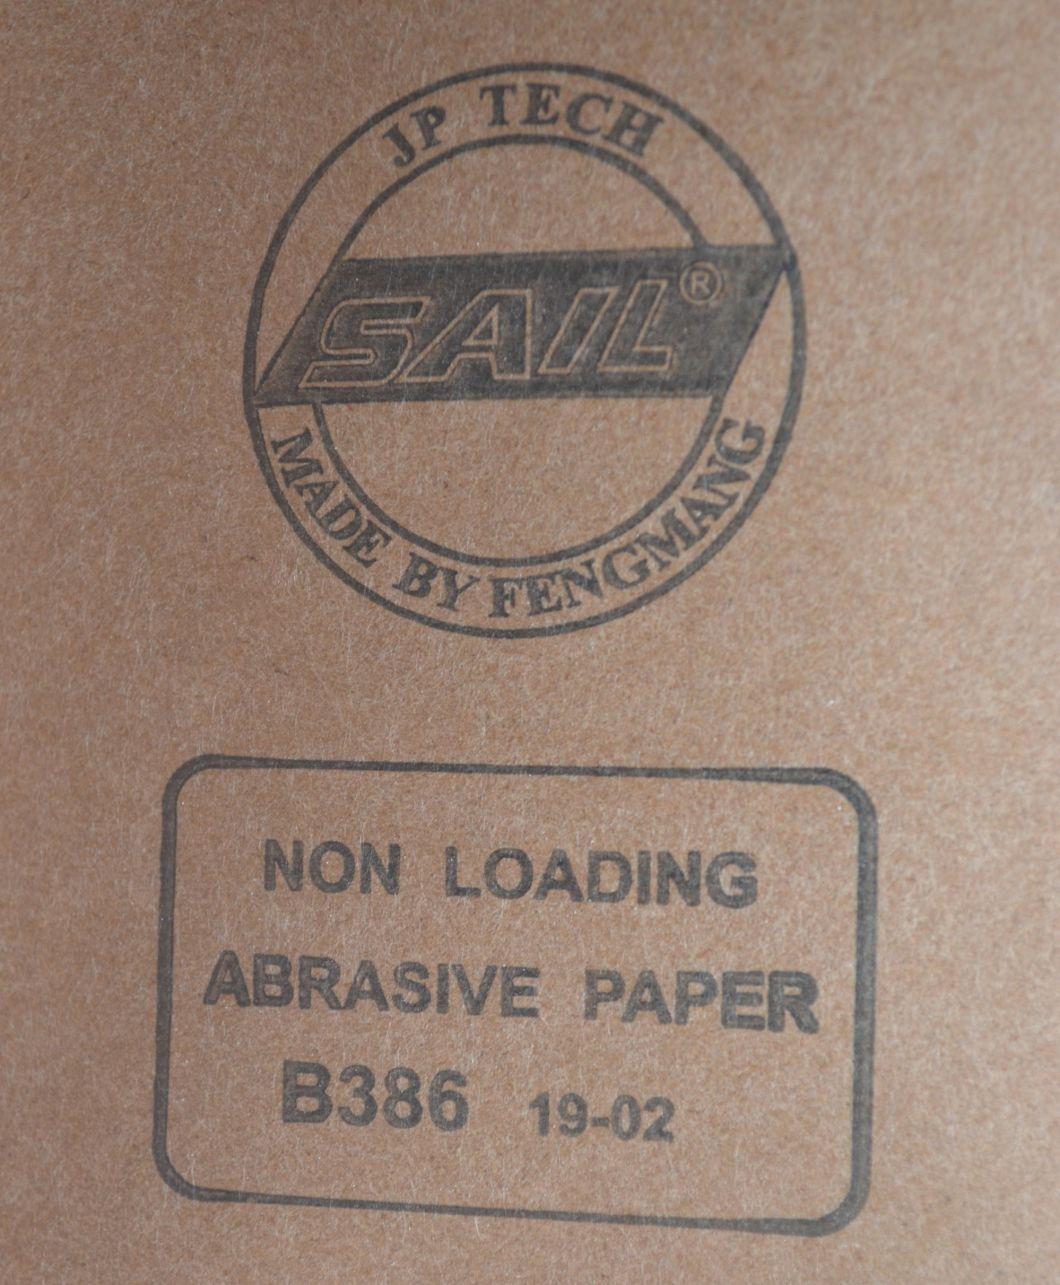 JP TECH
SAIL®
MADE BY FENGMANG
NON LOADING
ABRASIVE PAPER
B386 19-02